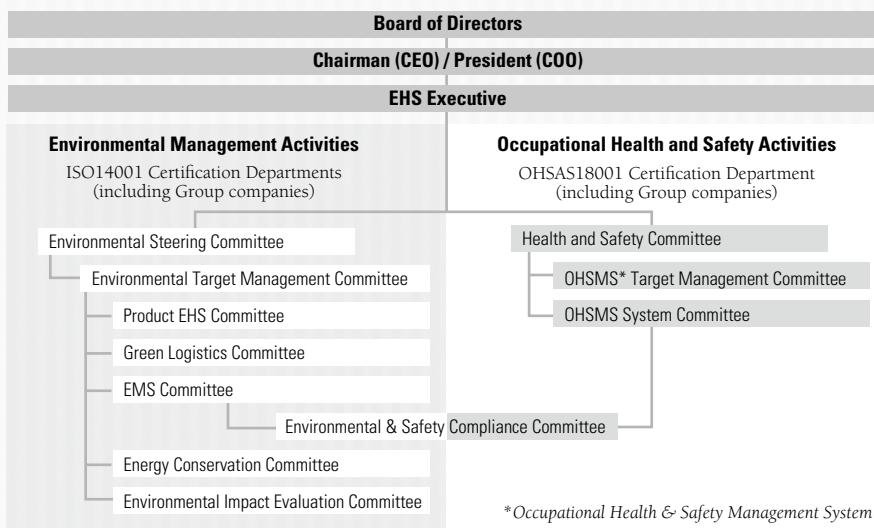 Board of Directors
Chairman (CEO) / President (COO)
EHS Executive
Environmental Management Activities
ISO14001 Certification Departments
(including Group companies)
Environmental Steering Committee
Environmental Target Management Committee
Product EHS Committee
Green Logistics Committee
EMS Committee
Environmental & Safety Compliance Committee
Energy Conservation Committee
Environmental Impact Evaluation Committee
Occupational Health and Safety Activities
OHSAS18001 Certification Department
(including Group companies)
Health and Safety Committee
OHSMS* Target Management Committee
OHSMS System Committee
*Occupational Health & Safety Management System